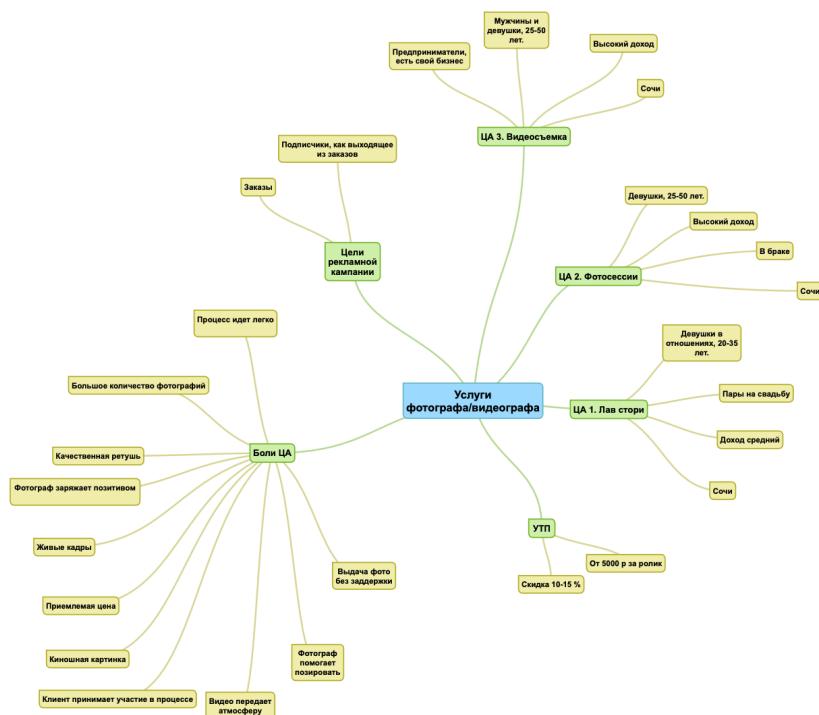 Мужчины и
девушки, 25-50
лет.
Предприниматели,
есть свой бизнес
Высокий доход
Сочи
ЦА 3. Видеосъемка
Подписчики, как выходящее
из заказов
Заказы
Цели
рекламной
кампании
Девушки, 25-50 лет.
Высокий доход
В браке
ЦА 2. Фотосессии
Сочи
Процесс идет легко
Большое количество фотографий
Качественная ретушь
Боли ЦА
Фотограф заряжает позитивом
Живые кадры
Приемлемая цена
Киношная картинка
Клиент принимает участие в процессе
Видео передает
атмосферу
Фотограф
помогает
позировать
Выдача фото
без заддержки
Услуги
фотографа/видеографа
Девушки в
отношениях, 20-35
лет.
Пары на свадьбу
ЦА 1. Лав стори
Доход средний
Сочи
УТП
От 5000 р за ролик
Скидка 10-15 %